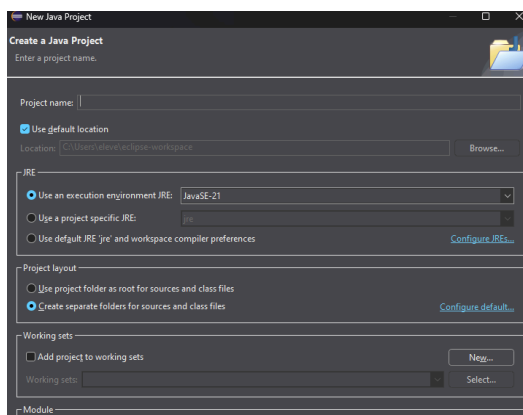 New Java Project
Create a Java Project
Enter a project name.
Project name:
Use default location
Location: C:\Users\eleve\eclipse-workspace Browse...
JRE
Use an execution environment JRE: JavaSE-21
Use a project specific JRE: jre
Use default JRE 'jre' and workspace compiler preferences Configure JREs...
Project layout
Use project folder as root for sources and class files
Create separate folders for sources and class files Configure default...
Working sets
Add project to working sets New...
Working sets: Select...
Module